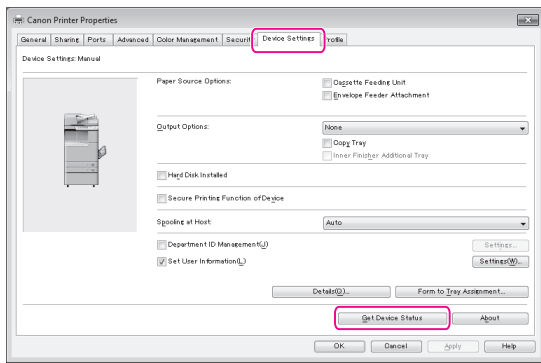 Canon Printer Properties
General Sharing Ports Advanced Color Management Securit Device Settings rofile
Device Settings: Manual
Paper Source Options:
Cassette Feeding Unit
Envelope Feeder Attachment
Output Options:
None
Copy Tray
Inner Finisher Additional Tray
Hard Disk Installed
Secure Printing Function of Device
Spooling at Host:
Auto
Department ID Management(J)
Settings...
Set User Information(L)
Settings(W)...
Details(O)...
Form to Tray Assignment...
Get Device Status
About
OK Cancel Apply Help